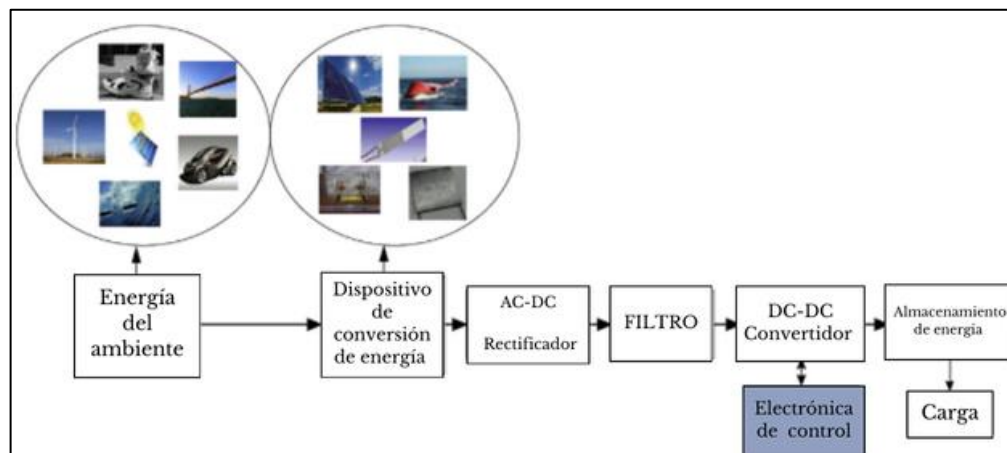 Energía
del
ambiente
Dispositivo
de
conversión
de energía
AC-DC
Rectificador
FILTRO
DC-DC
Convertidor
Almacenamiento
de energia
Electrónica
de control
Carga